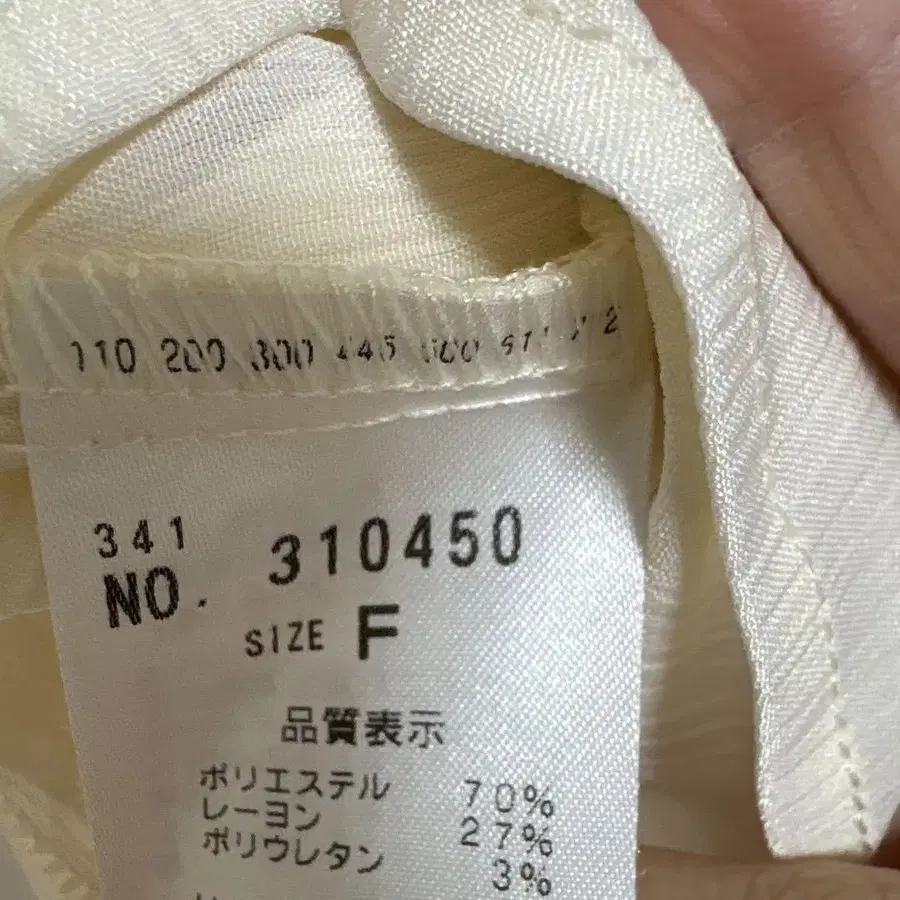 110 200 300
341
NO. 310450
SIZE F
品質表示
ポリエステル 70%
レーヨン 27%
ポリウレタン 3%